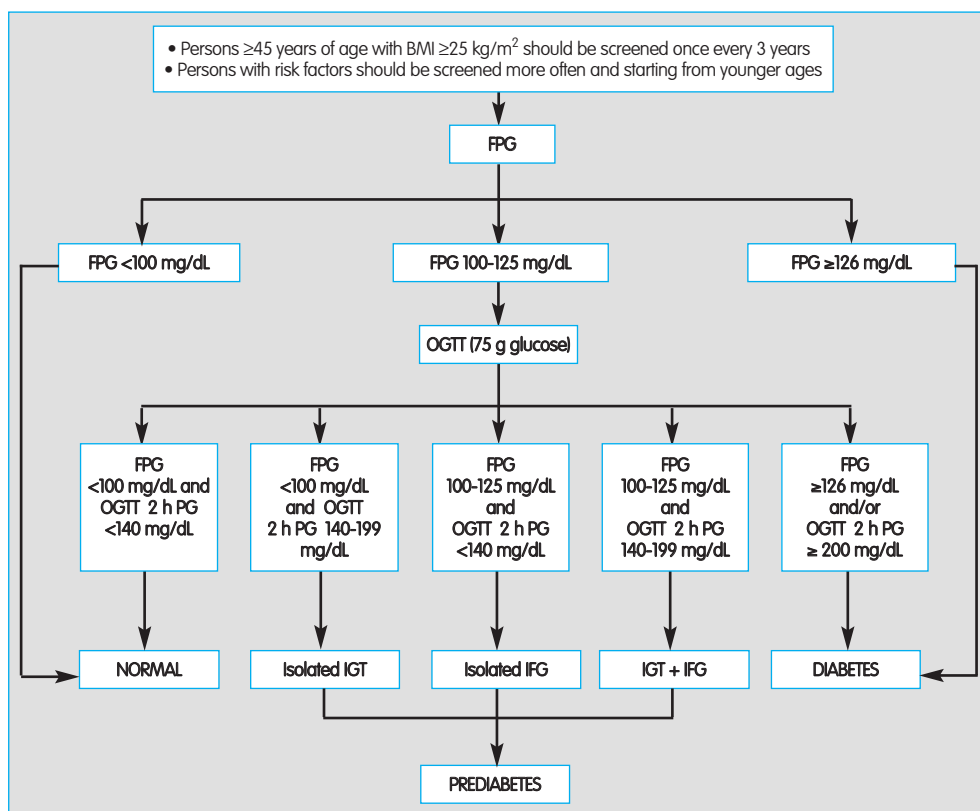 • Persons ≥45 years of age with BMI ≥25 kg/m² should be screened once every 3 years
• Persons with risk factors should be screened more often and starting from younger ages
FPG
FPG <100 mg/dL
FPG 100-125 mg/dL
FPG ≥126 mg/dL
OGTT (75 g glucose)
FPG
<100 mg/dL and
OGTT 2 h PG
<140 mg/dL
FPG
<100 mg/dL
and OGTT
2 h PG 140-199
mg/dL
FPG
100-125 mg/dL
and
OGTT 2 h PG
<140 mg/dL
FPG
100-125 mg/dL
and
OGTT 2 h PG
140-199 mg/dL
FPG
≥126 mg/dL
and/or
OGTT 2 h PG
≥ 200 mg/dL
NORMAL
Isolated IGT
Isolated IFG
IGT + IFG
DIABETES
PREDIABETES